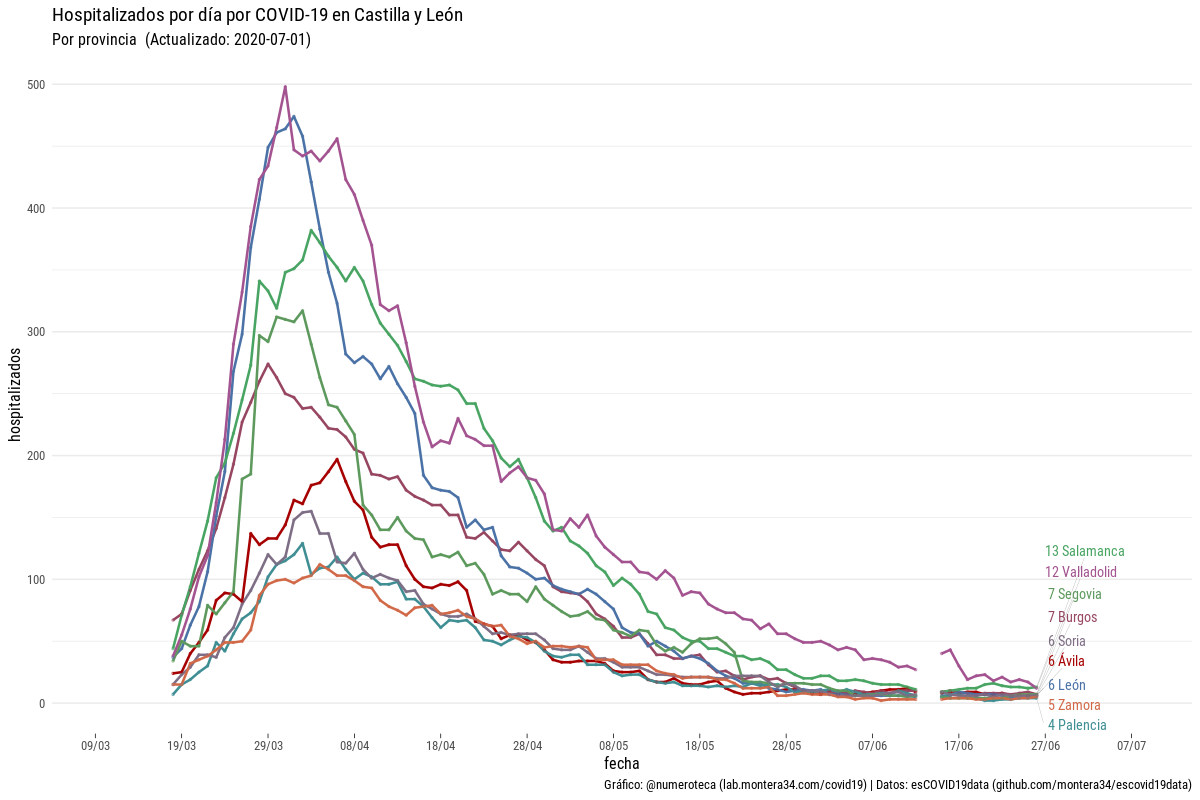 Hospitalizados por día por COVID-19 en Castilla y León
Por provincia (Actualizado: 2020-07-01)
hospitalizados
500
400
300
200
100
0
13 Salamanca
12 Valladolid
7 Segovia
7 Burgos
6 Soria
6 Ávila
6 León
5 Zamora
4 Palencia
09/03
19/03
29/03
08/04
18/04
28/04
08/05
18/05
28/05
07/06
17/06
27/06
07/07
fecha
Gráfico: @numeroteca (lab.montera34.com/covid19) | Datos: esCOVID19data (github.com/montera34/escovid19data)